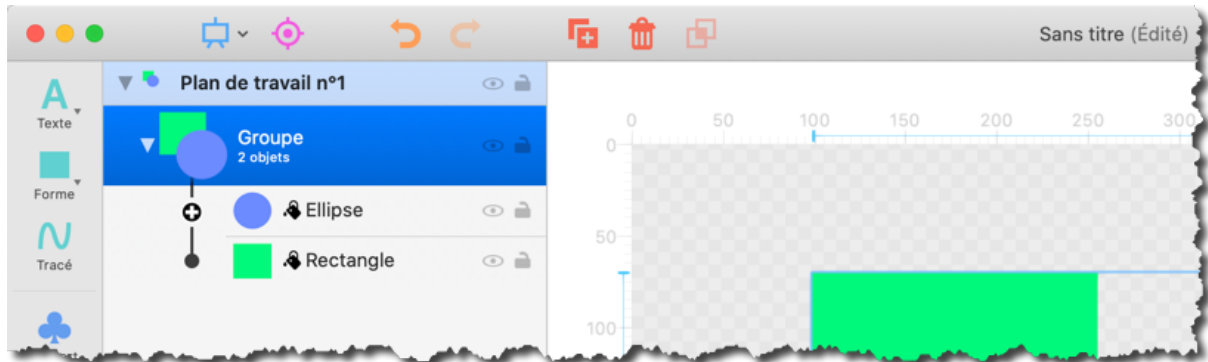 Sans titre (Édité)
Texte
Forme
Tracé
Plan de travail nº1
Groupe
2 objets
Ellipse
Rectangle
0 50 100 150 200 250 300
0
50
100